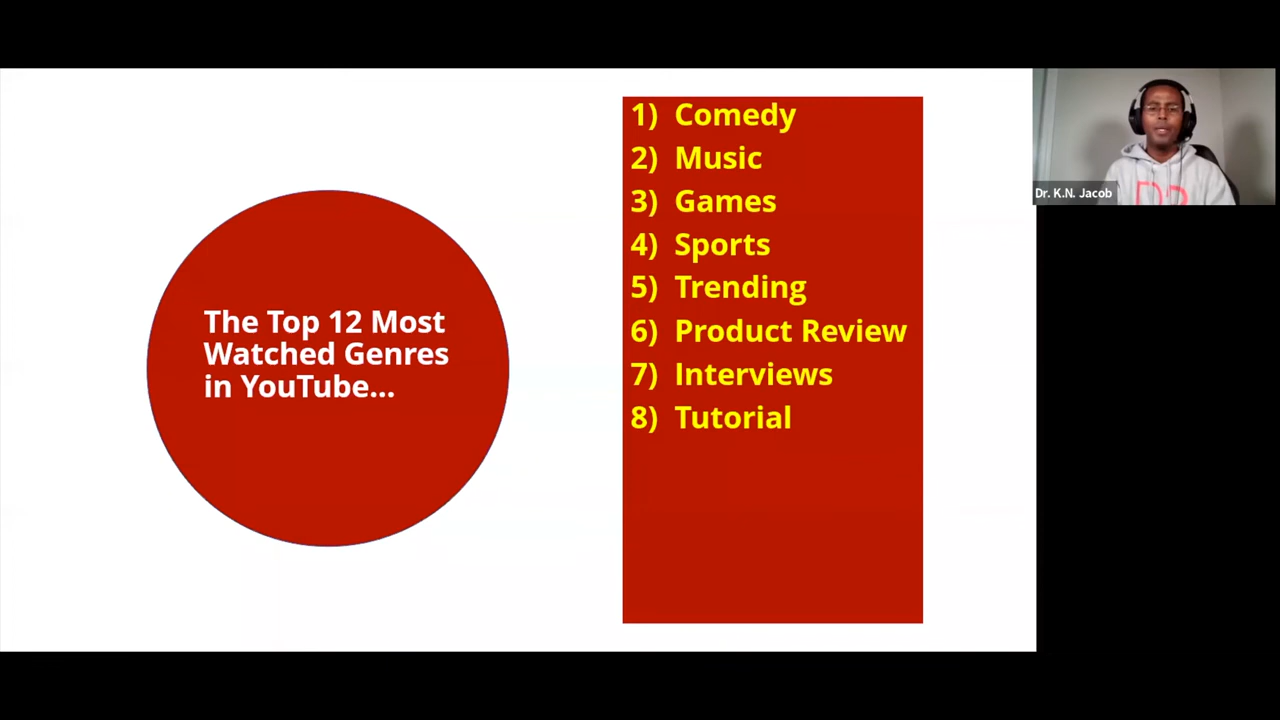 The Top 12 Most
Watched Genres
in YouTube...
1) Comedy
2) Music
3) Games
4) Sports
5) Trending
6) Product Review
7) Interviews
8) Tutorial
Dr. K.N. Jacob